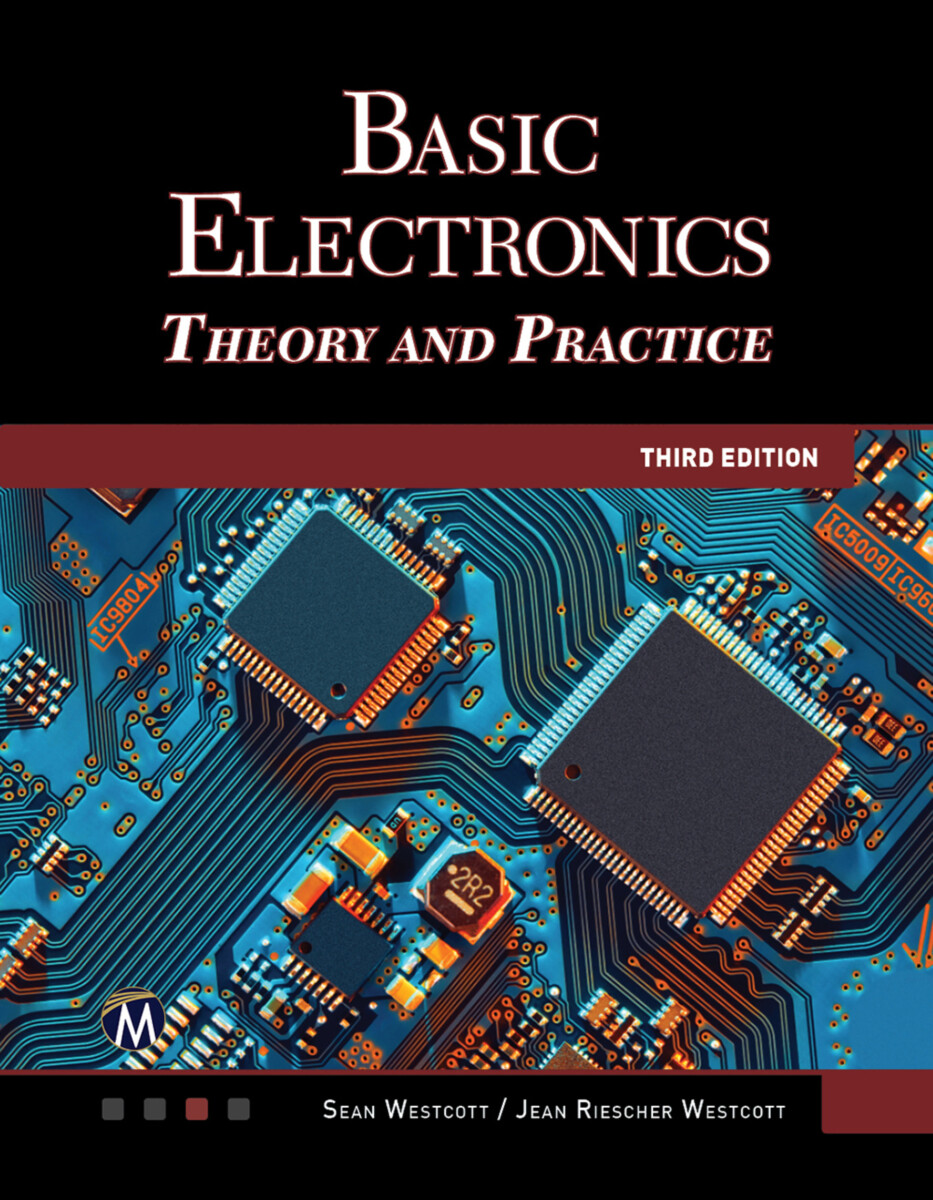 BASIC
ELECTRONICS
THEORY AND PRACTICE
THIRD EDITION
IC5009
IC9804
2R2
M
SEAN WESTCOTT / JEAN RIESCHER WESTCOTT